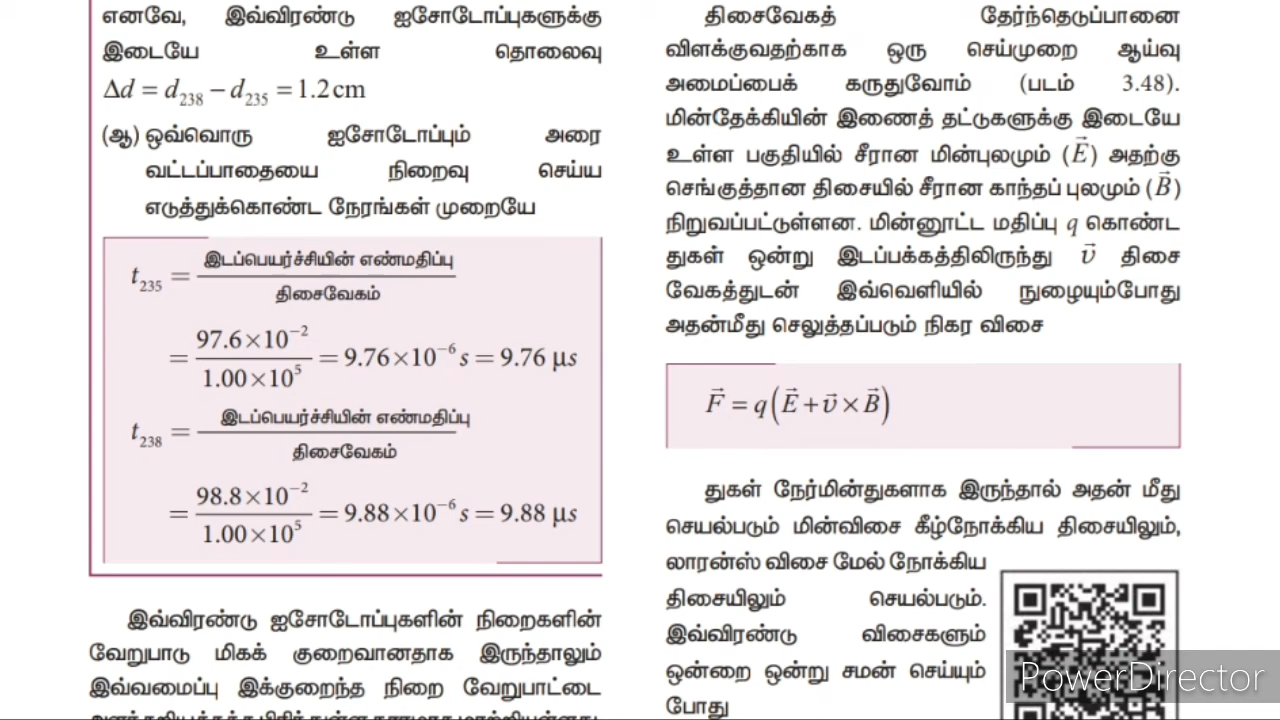 எனவே, இவ்விரண்டு ஐசோடோப்புகளுக்கு
இடையே உள்ள தொலைவு
Δd = d₂₃₈ − d₂₃₅ = 1.2 cm
(ஆ) ஒவ்வொரு ஐசோடோப்பும் அரை
வட்டப்பாதையை நிறைவு செய்ய
எடுத்துக்கொண்ட நேரங்கள் முறையே
t₂₃₅ = இடப்பெயர்ச்சியின் எண்மதிப்பு / திசைவேகம்
= 97.6×10⁻² / 1.00×10⁵ = 9.76×10⁻⁶ s = 9.76 µs
t₂₃₈ = இடப்பெயர்ச்சியின் எண்மதிப்பு / திசைவேகம்
= 98.8×10⁻² / 1.00×10⁵ = 9.88×10⁻⁶ s = 9.88 µs
இவ்விரண்டு ஐசோடோப்புகளின் நிறைகளின்
வேறுபாடு மிகக் குறைவானதாக இருந்தாலும்
இவ்வமைப்பு இக்குறைந்த நிறை வேறுபாட்டை
திசைவேகத் தேர்ந்தெடுப்பானை
விளக்குவதற்காக ஒரு செய்முறை ஆய்வு
அமைப்பைக் கருதுவோம் (படம் 3.48).
மின்தேக்கியின் இணைத் தட்டுகளுக்கு இடையே
உள்ள பகுதியில் சீரான மின்புலமும் (E⃗) அதற்கு
செங்குத்தான திசையில் சீரான காந்தப் புலமும் (B⃗)
நிறுவப்பட்டுள்ளன. மின்னூட்ட மதிப்பு q கொண்ட
துகள் ஒன்று இடப்பக்கத்திலிருந்து υ⃗ திசை
வேகத்துடன் இவ்வெளியில் நுழையும்போது
அதன்மீது செலுத்தப்படும் நிகர விசை
F⃗ = q(E⃗ + υ⃗ × B⃗)
துகள் நேர்மின்துகளாக இருந்தால் அதன் மீது
செயல்படும் மின்விசை கீழ்நோக்கிய திசையிலும்,
லாரன்ஸ் விசை மேல் நோக்கிய
திசையிலும் செயல்படும்.
இவ்விரண்டு விசைகளும்
ஒன்றை ஒன்று சமன் செய்யும்
போது
PowerDirector